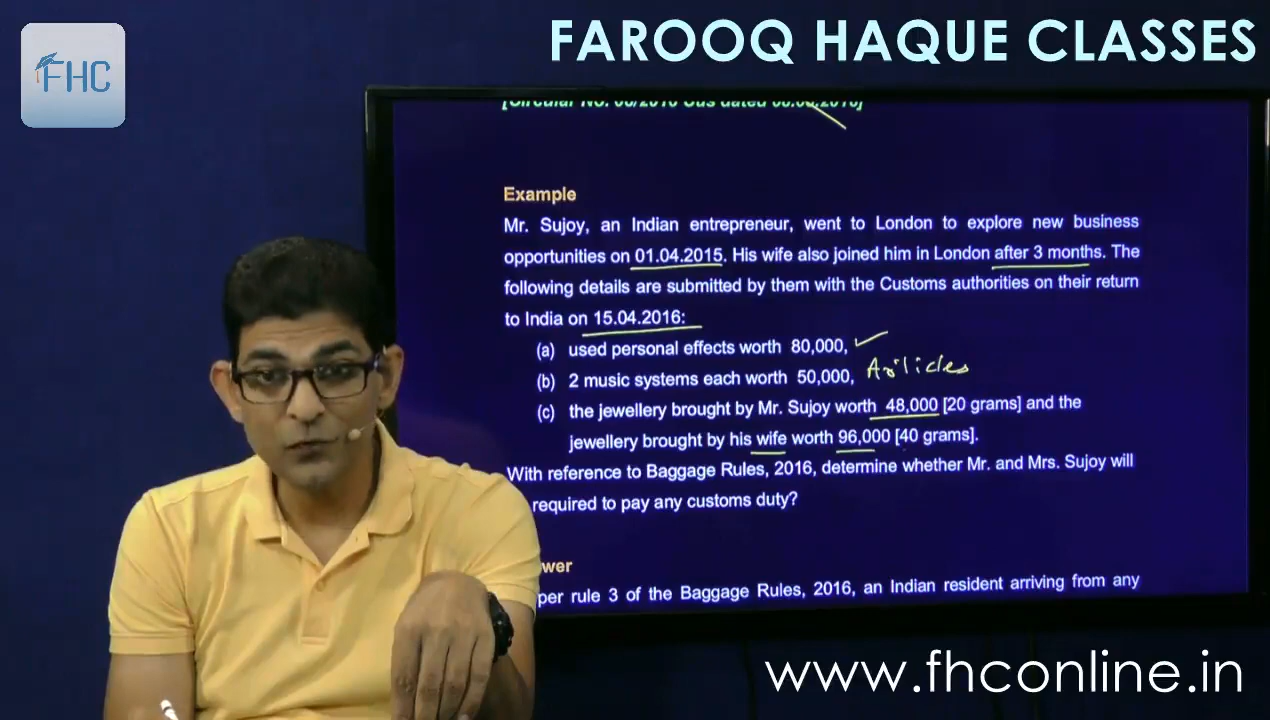 FAROOQ HAQUE CLASSES
FHC
Example
Mr. Sujoy, an Indian entrepreneur, went to London to explore new business
opportunities on 01.04.2015. His wife also joined him in London after 3 months. The
following details are submitted by them with the Customs authorities on their return
to India on 15.04.2016:
(a) used personal effects worth 80,000,
(b) 2 music systems each worth 50,000, Articles
(c) the jewellery brought by Mr. Sujoy worth 48,000 [20 grams] and the
jewellery brought by his wife worth 96,000 [40 grams].
With reference to Baggage Rules, 2016, determine whether Mr. and Mrs. Sujoy will
required to pay any customs duty?
wer
per rule 3 of the Baggage Rules, 2016, an Indian resident arriving from any
www.fhconline.in